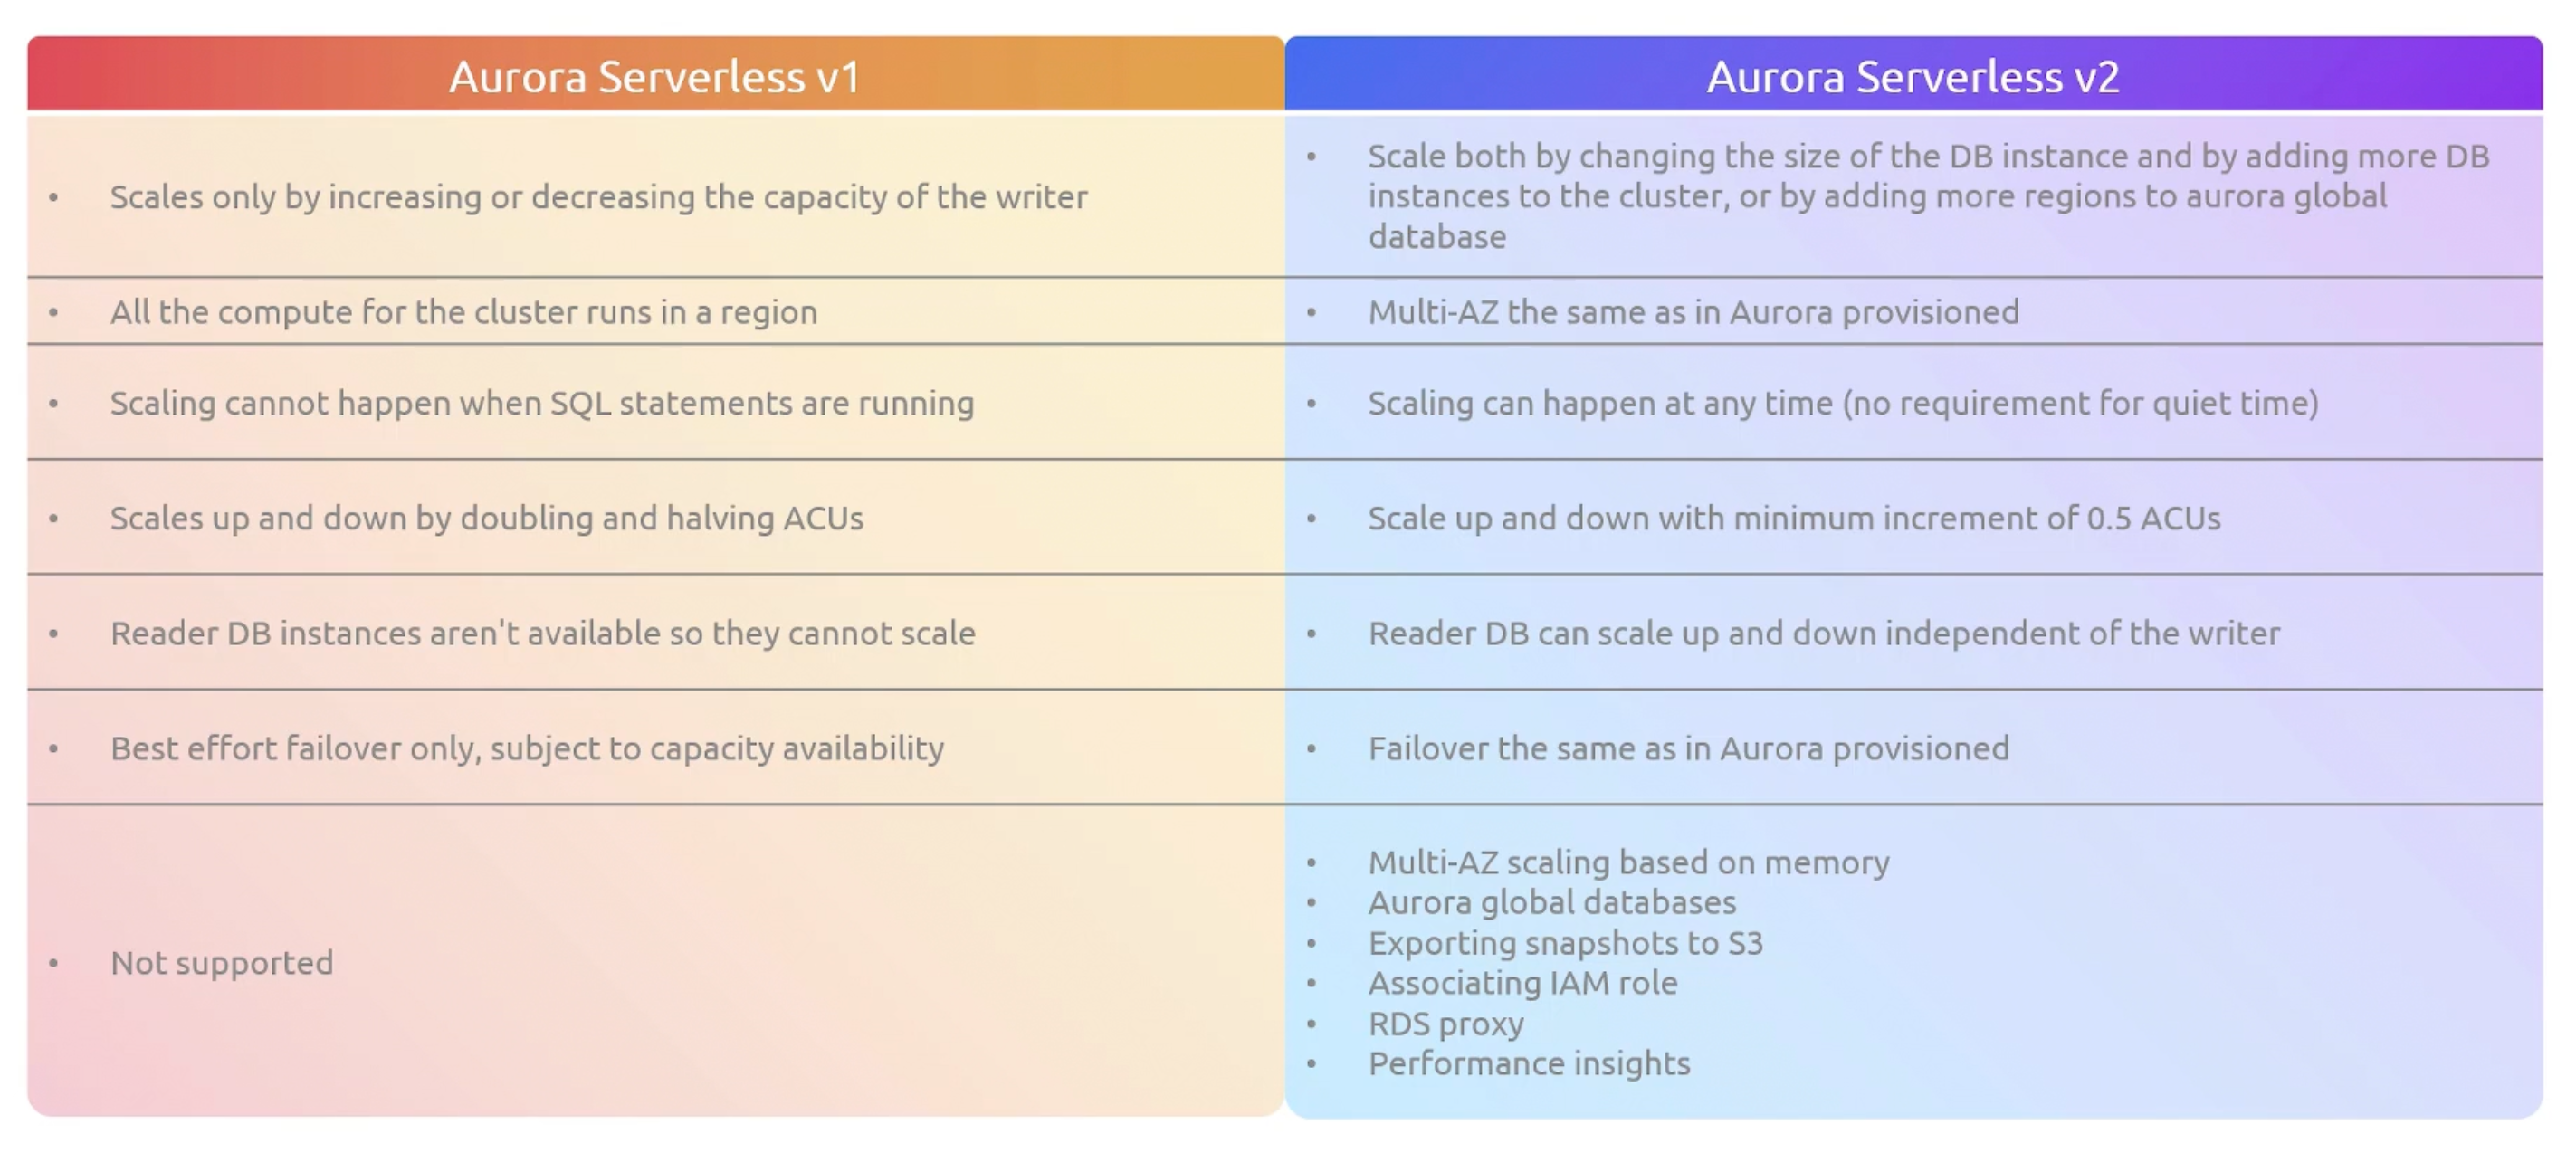 Aurora Serverless v1
Aurora Serverless v2
• Scales only by increasing or decreasing the capacity of the writer
• Scale both by changing the size of the DB instance and by adding more DB
instances to the cluster, or by adding more regions to aurora global
database
• All the compute for the cluster runs in a region
• Multi-AZ the same as in Aurora provisioned
• Scaling cannot happen when SQL statements are running
• Scaling can happen at any time (no requirement for quiet time)
• Scales up and down by doubling and halving ACUs
• Scale up and down with minimum increment of 0.5 ACUs
• Reader DB instances aren't available so they cannot scale
• Reader DB can scale up and down independent of the writer
• Best effort failover only, subject to capacity availability
• Failover the same as in Aurora provisioned
• Not supported
• Multi-AZ scaling based on memory
• Aurora global databases
• Exporting snapshots to S3
• Associating IAM role
• RDS proxy
• Performance insights